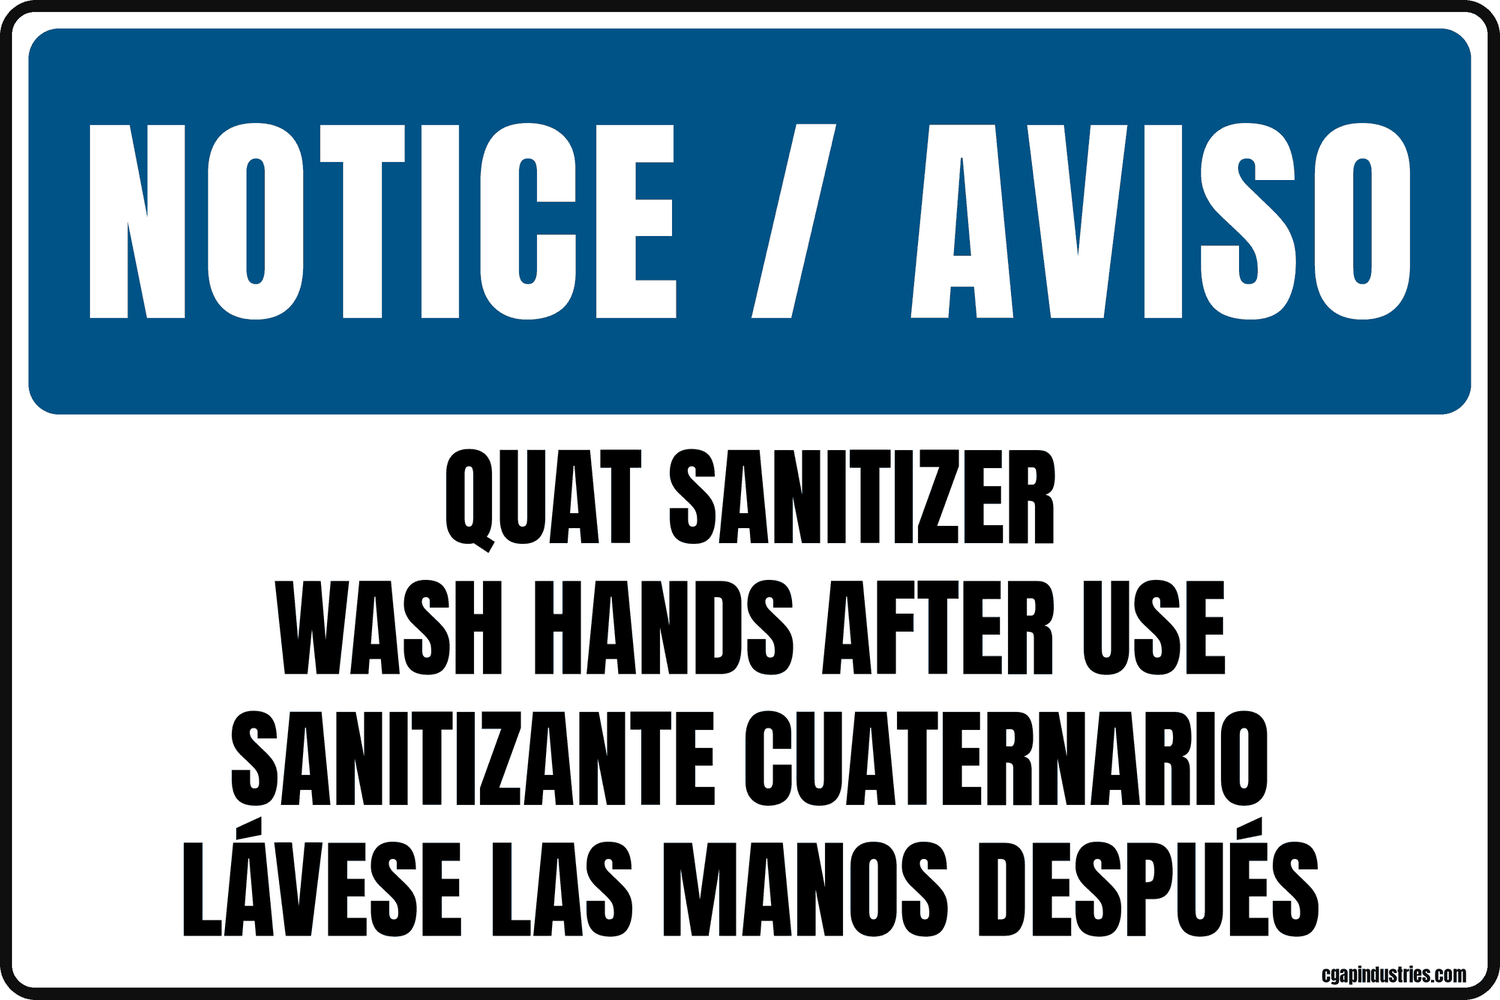 NOTICE / AVISO
QUAT SANITIZER
WASH HANDS AFTER USE
SANITIZANTE CUATERNARIO
LÁVESE LAS MANOS DESPUÉS
cgapindustries.com